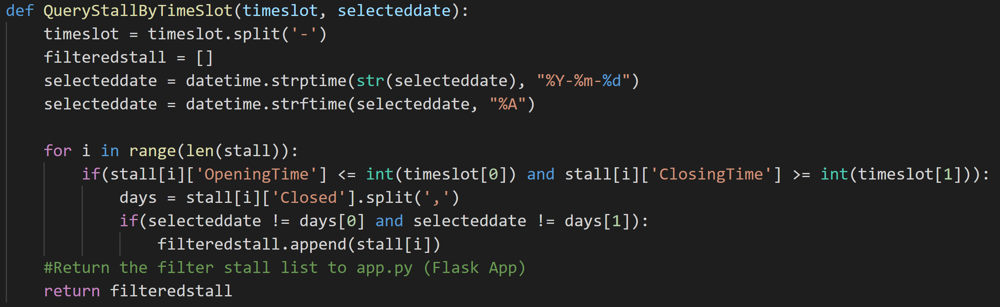 def QueryStallByTimeSlot(timeslot, selecteddate):
    timeslot = timeslot.split('-')
    filteredstall = []
    selecteddate = datetime.strptime(str(selecteddate), "%Y-%m-%d")
    selecteddate = datetime.strftime(selecteddate, "%A")

    for i in range(len(stall)):
        if(stall[i]['OpeningTime'] <= int(timeslot[0]) and stall[i]['ClosingTime'] >= int(timeslot[1])):
            days = stall[i]['Closed'].split(',')
            if(selecteddate != days[0] and selecteddate != days[1]):
                filteredstall.append(stall[i])
    #Return the filter stall list to app.py (Flask App)
    return filteredstall